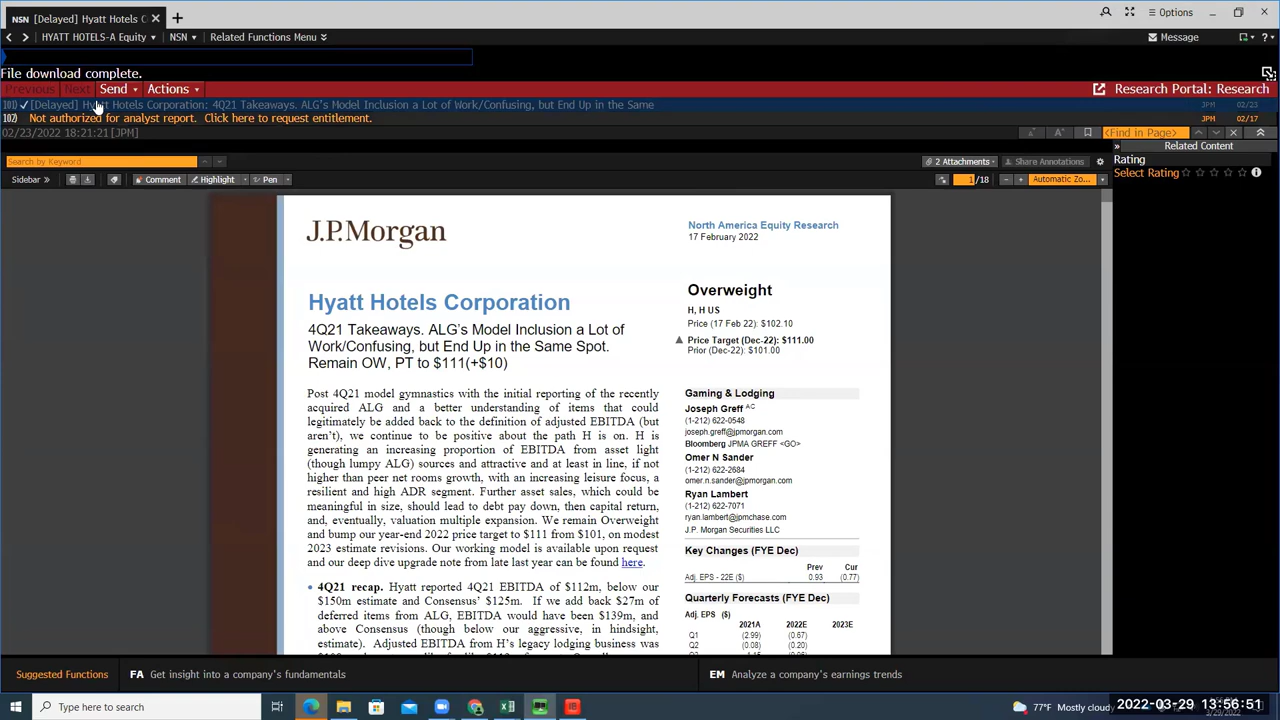 NSN [Delayed] Hyatt Hotels C
Options
HYATT HOTELS-A Equity NSN Related Functions Menu
Message
File download complete.
Previous Next Send Actions Research Portal: Research
101) [Delayed] Hyatt Hotels Corporation: 4Q21 Takeaways. ALG's Model Inclusion a Lot of Work/Confusing, but End Up in the Same JPM 02/23
102) Not authorized for analyst report. Click here to request entitlement. JPM 02/17
02/23/2022 18:21:21 [JPM] <Find in Page>
Related Content
Search by Keyword 2 Attachments Share Annotations
Rating
Select Rating
Sidebar Comment Highlight Pen 1 /18 Automatic Zo...
J.P.Morgan
North America Equity Research
17 February 2022
Hyatt Hotels Corporation
4Q21 Takeaways. ALG's Model Inclusion a Lot of
Work/Confusing, but End Up in the Same Spot.
Remain OW, PT to $111(+$10)
Post 4Q21 model gymnastics with the initial reporting of the recently
acquired ALG and a better understanding of items that could
legitimately be added back to the definition of adjusted EBITDA (but
aren't), we continue to be positive about the path H is on. H is
generating an increasing proportion of EBITDA from asset light
(though lumpy ALG) sources and attractive and at least in line, if not
higher than peer net rooms growth, with an increasing leisure focus, a
resilient and high ADR segment. Further asset sales, which could be
meaningful in size, should lead to debt pay down, then capital return,
and, eventually, valuation multiple expansion. We remain Overweight
and bump our year-end 2022 price target to $111 from $101, on modest
2023 estimate revisions. Our working model is available upon request
and our deep dive upgrade note from late last year can be found here.
• 4Q21 recap. Hyatt reported 4Q21 EBITDA of $112m, below our
$150m estimate and Consensus' $125m. If we add back $27m of
deferred items from ALG, EBITDA would have been $139m, and
above Consensus (though below our aggressive, in hindsight,
estimate). Adjusted EBITDA from H's legacy lodging business was
Overweight
H, H US
Price (17 Feb 22): $102.10
Price Target (Dec-22): $111.00
Prior (Dec-22): $101.00
Gaming & Lodging
Joseph Greff AC
(1-212) 622-0548
joseph.greff@jpmorgan.com
Bloomberg JPMA GREFF <GO>
Omer N Sander
(1-212) 622-2684
omer.n.sander@jpmorgan.com
Ryan Lambert
(1-212) 622-7071
ryan.lambert@jpmchase.com
J.P. Morgan Securities LLC
Key Changes (FYE Dec)
Prev Cur
Adj. EPS - 22E ($) 0.93 (0.77)
Quarterly Forecasts (FYE Dec)
Adj. EPS ($)
2021A 2022E 2023E
Q1 (2.99) (0.67)
Q2 (0.08) (0.20)
Suggested Functions FA Get insight into a company's fundamentals EM Analyze a company's earnings trends
Type here to search
77°F Mostly cloudy
2022-03-29 13:56:51